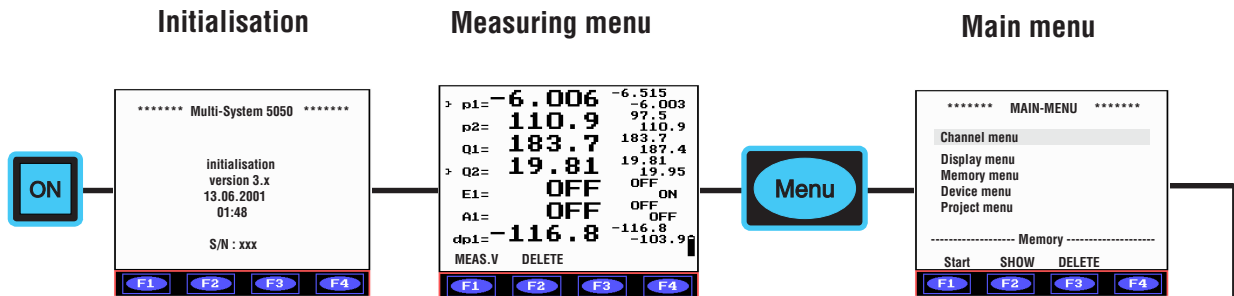 Initialisation
Measuring menu
Main menu
ON
******* Multi-System 5050 *******
initialisation
version 3.x
13.06.2001
01:48
S/N : xxx
F1 F2 F3 F4
› p1= -6.006 -6.515 -6.003
p2= 110.9 97.5 110.9
Q1= 183.7 183.7 187.4
› Q2= 19.81 19.81 19.95
E1= OFF OFF ON
A1= OFF OFF OFF
dp1= -116.8 -116.8 -103.9
MEAS.V DELETE
F1 F2 F3 F4
Menu
******* MAIN-MENU *******
Channel menu
Display menu
Memory menu
Device menu
Project menu
------------------- Memory --------------------
Start SHOW DELETE
F1 F2 F3 F4